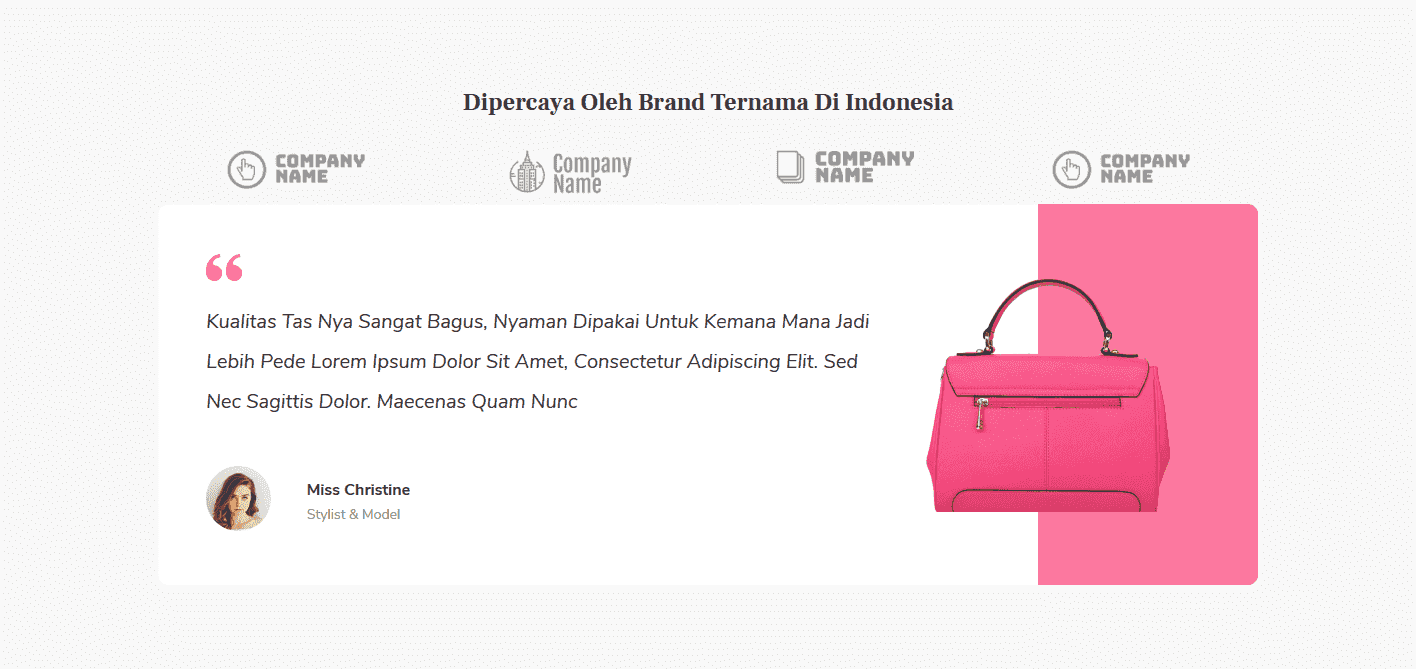 Dipercaya Oleh Brand Ternama Di Indonesia
COMPANY
NAME
Company
Name
COMPANY
NAME
COMPANY
NAME
Kualitas Tas Nya Sangat Bagus, Nyaman Dipakai Untuk Kemana Mana Jadi
Lebih Pede Lorem Ipsum Dolor Sit Amet, Consectetur Adipiscing Elit. Sed
Nec Sagittis Dolor. Maecenas Quam Nunc
Miss Christine
Stylist & Model